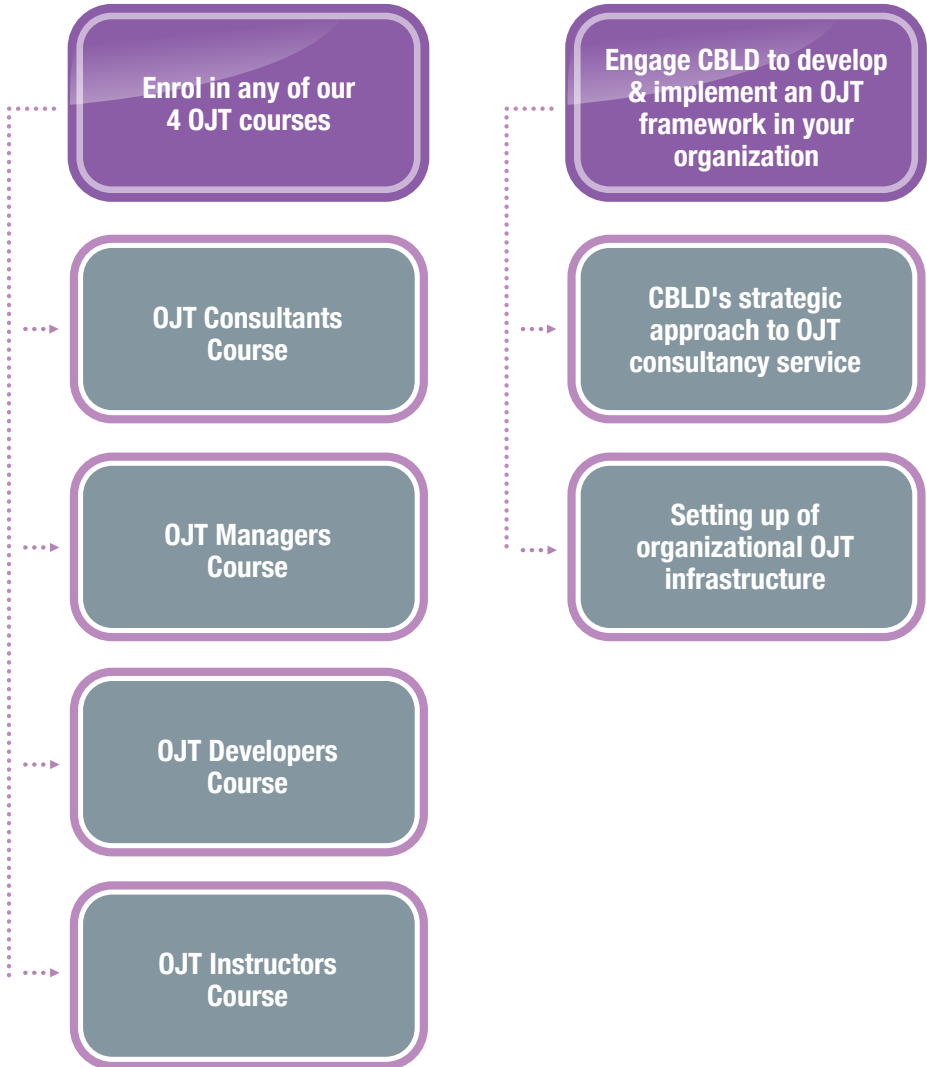 Enrol in any of our
4 OJT courses
OJT Consultants
Course
OJT Managers
Course
OJT Developers
Course
OJT Instructors
Course
Engage CBLD to develop
& implement an OJT
framework in your
organization
CBLD's strategic
approach to OJT
consultancy service
Setting up of
organizational OJT
infrastructure